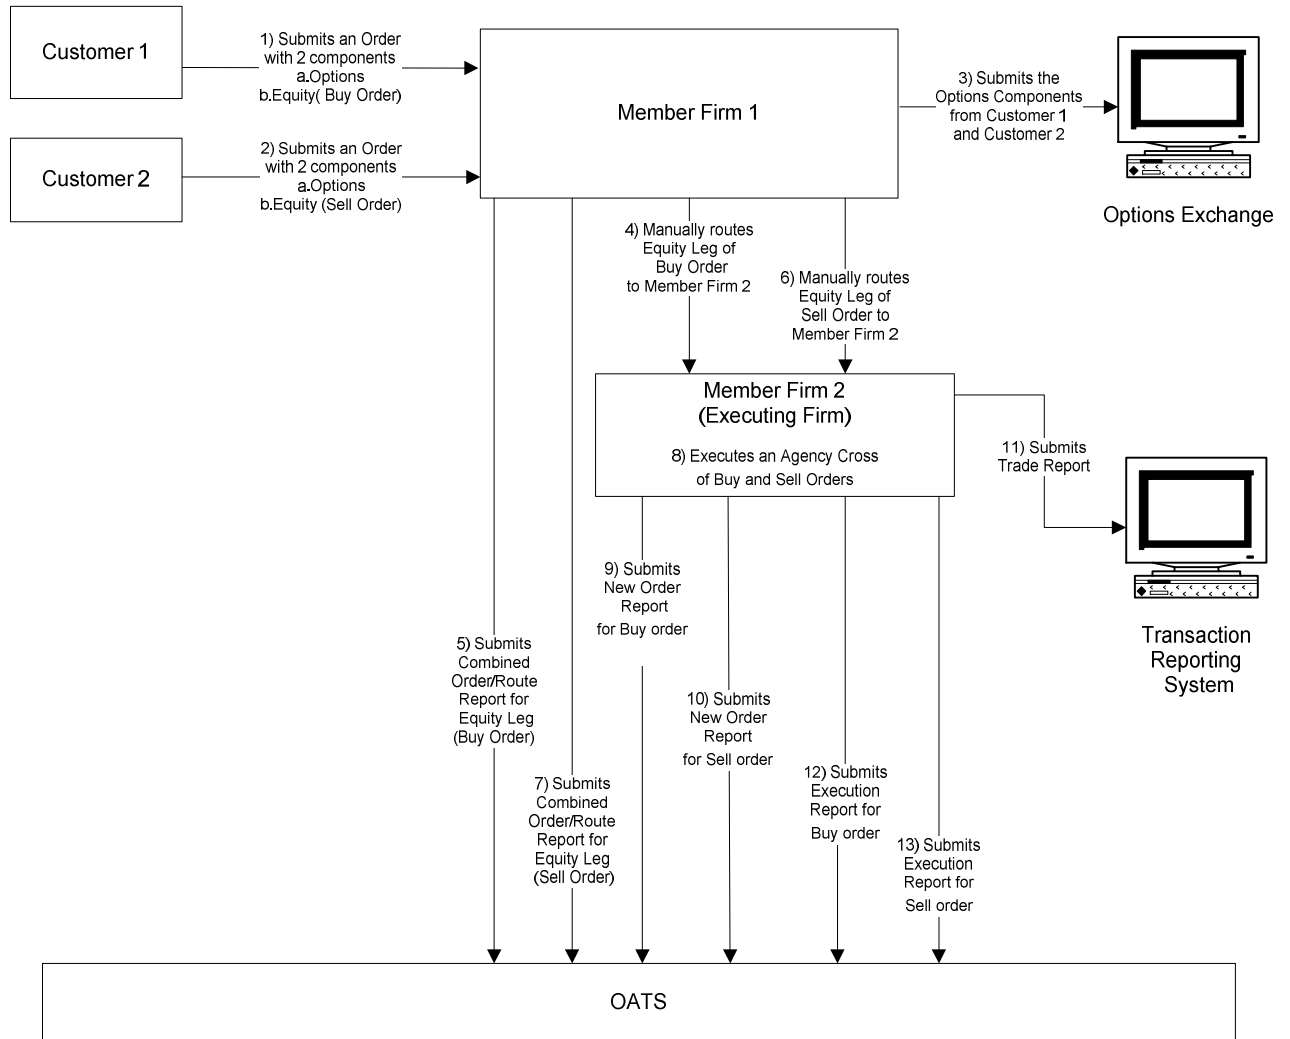 Customer 1
1) Submits an Order
with 2 components
a.Options
b.Equity( Buy Order)
Member Firm 1
3) Submits the
Options Components
from Customer 1
and Customer 2
Customer 2
2) Submits an Order
with 2 components
a.Options
b.Equity (Sell Order)
Options Exchange
4) Manually routes
Equity Leg of
Buy Order
to Member Firm 2
6) Manually routes
Equity Leg of
Sell Order to
Member Firm 2
Member Firm 2
(Executing Firm)
8) Executes an Agency Cross
of Buy and Sell Orders
11) Submits
Trade Report
Transaction
Reporting
System
9) Submits
New Order
Report
for Buy order
5) Submits
Combined
Order/Route
Report for
Equity Leg
(Buy Order)
10) Submits
New Order
Report
for Sell order
7) Submits
Combined
Order/Route
Report for
Equity Leg
(Sell Order)
12) Submits
Execution
Report for
Buy order
13) Submits
Execution
Report for
Sell order
OATS